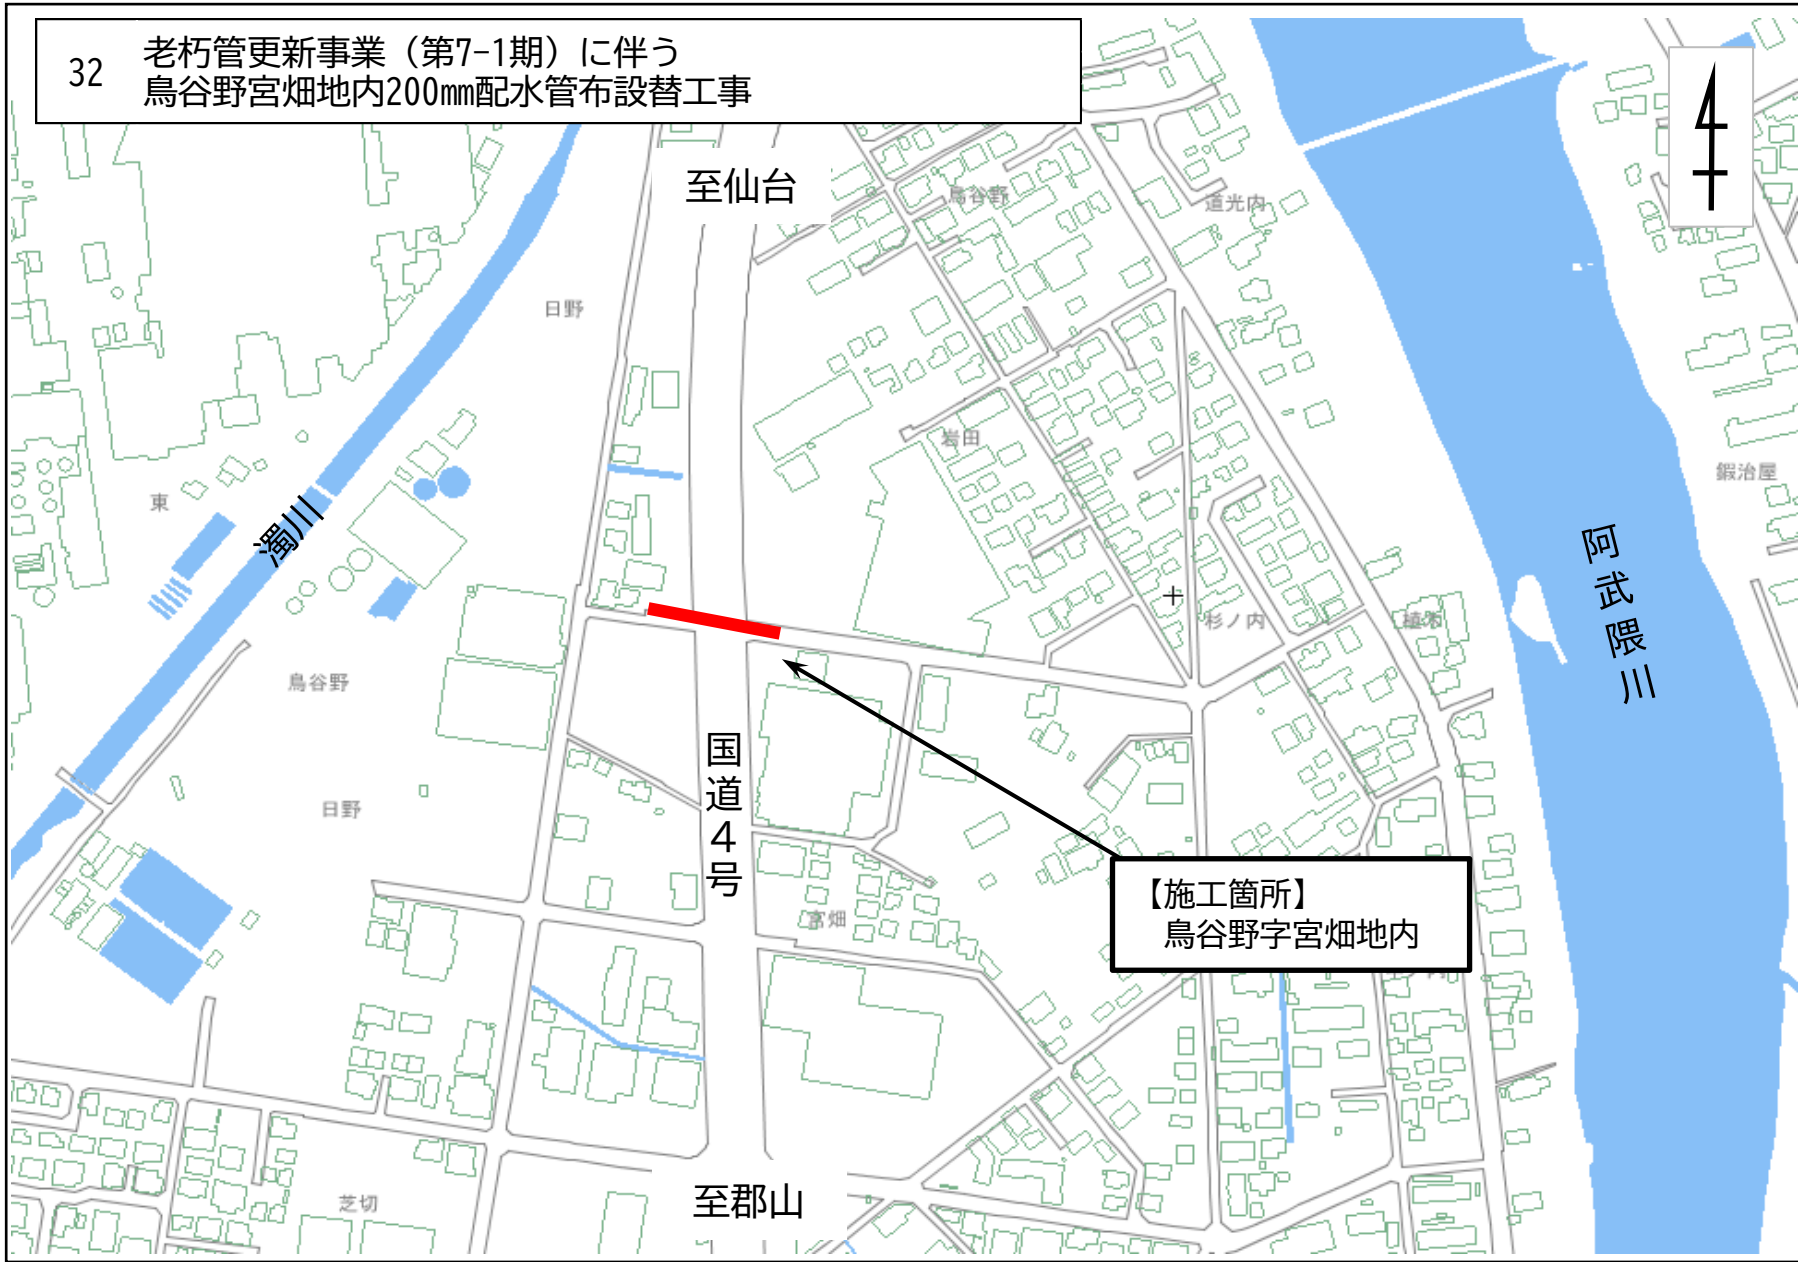 32
老朽管更新事業（第7-1期）に伴う
鳥谷野宮畑地内200㎜配水管布設替工事
至仙台
鳥谷野
道光内
日野
岩田
東
濁川
鍛治屋
阿武隈川
杉ノ内
鳥谷野
国道４号
日野
宮畑
【施工箇所】
鳥谷野字宮畑地内
芝切
至郡山